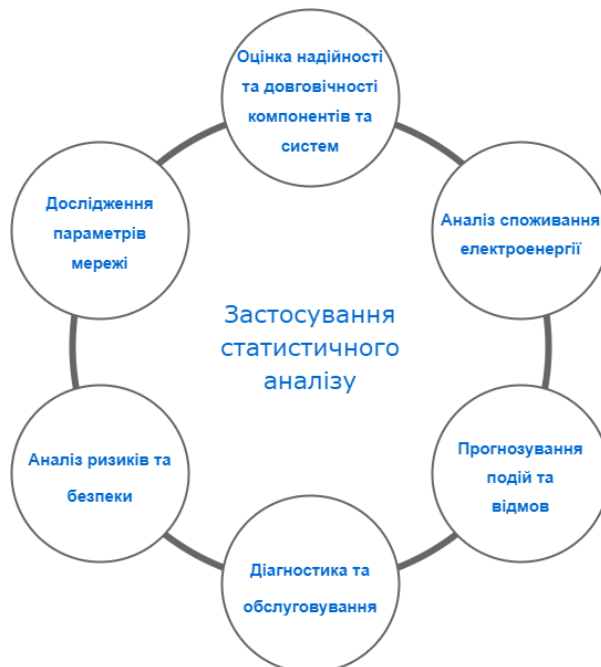 Оцінка надійності
та довговічності
компонентів та
систем
Дослідження
параметрів
мережі
Аналіз споживання
електроенергії
Застосування
статистичного
аналізу
Аналіз ризиків та
безпеки
Прогнозування
подій та
відмов
Діагностика та
обслуговування